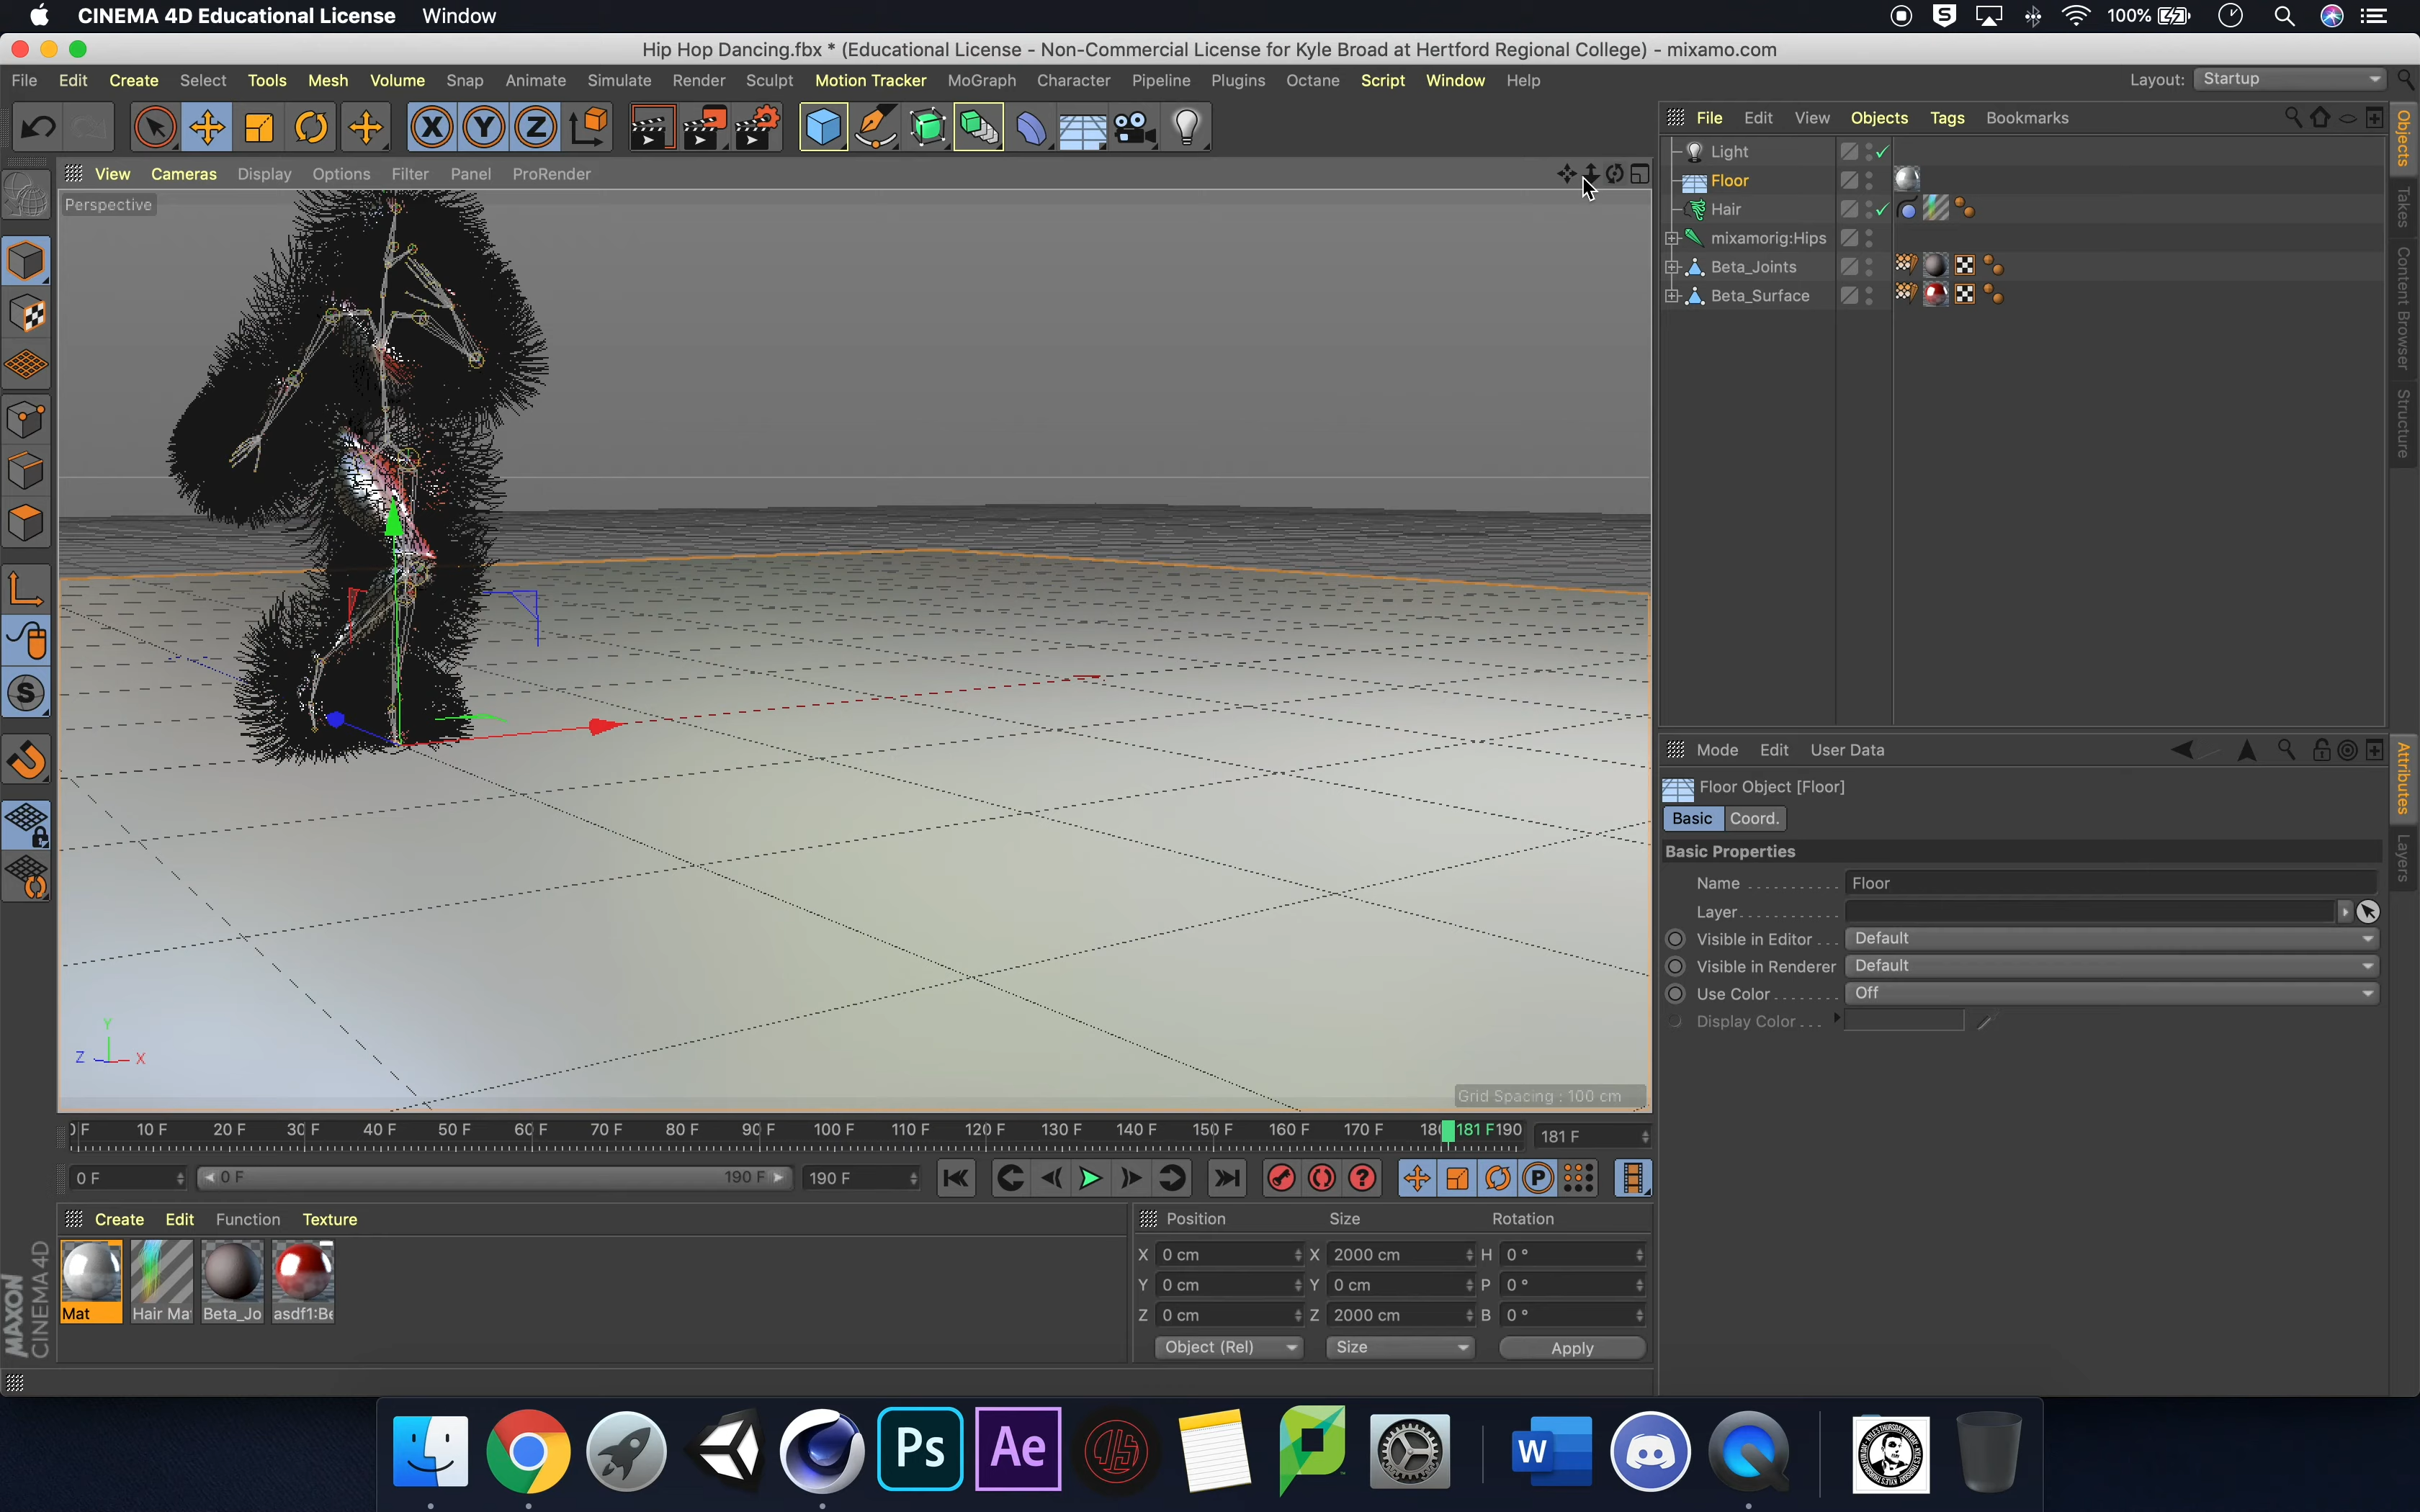 CINEMA 4D Educational License Window
100%
Hip Hop Dancing.fbx * (Educational License - Non-Commercial License for Kyle Broad at Hertford Regional College) - mixamo.com
File Edit Create Select Tools Mesh Volume Snap Animate Simulate Render Sculpt Motion Tracker MoGraph Character Pipeline Plugins Octane Script Window Help
Layout: Startup
X Y Z
File Edit View Objects Tags Bookmarks
View Cameras Display Options Filter Panel ProRender
Perspective
Light
Floor
Hair
mixamorig:Hips
Beta_Joints
Beta_Surface
Objects
Takes
Content Browser
Structure
S
Y
Z X
Grid Spacing : 100 cm
Mode Edit User Data
Floor Object [Floor]
Basic Coord.
Basic Properties
Name Floor
Layer
Visible in Editor Default
Visible in Renderer Default
Use Color Off
Display Color
Attributes
Layers
F 10 F 20 F 30 F 40 F 50 F 60 F 70 F 80 F 90 F 100 F 110 F 120 F 130 F 140 F 150 F 160 F 170 F 18 181 F 190
181 F
0 F 0 F 190 F 190 F
P
Create Edit Function Texture
Mat Hair Ma Beta_Jo asdf1:Be
Position Size Rotation
X 0 cm X 2000 cm H 0 °
Y 0 cm Y 0 cm P 0 °
Z 0 cm Z 2000 cm B 0 °
Object (Rel) Size Apply
MAXON
CINEMA 4D
Ps Ae W